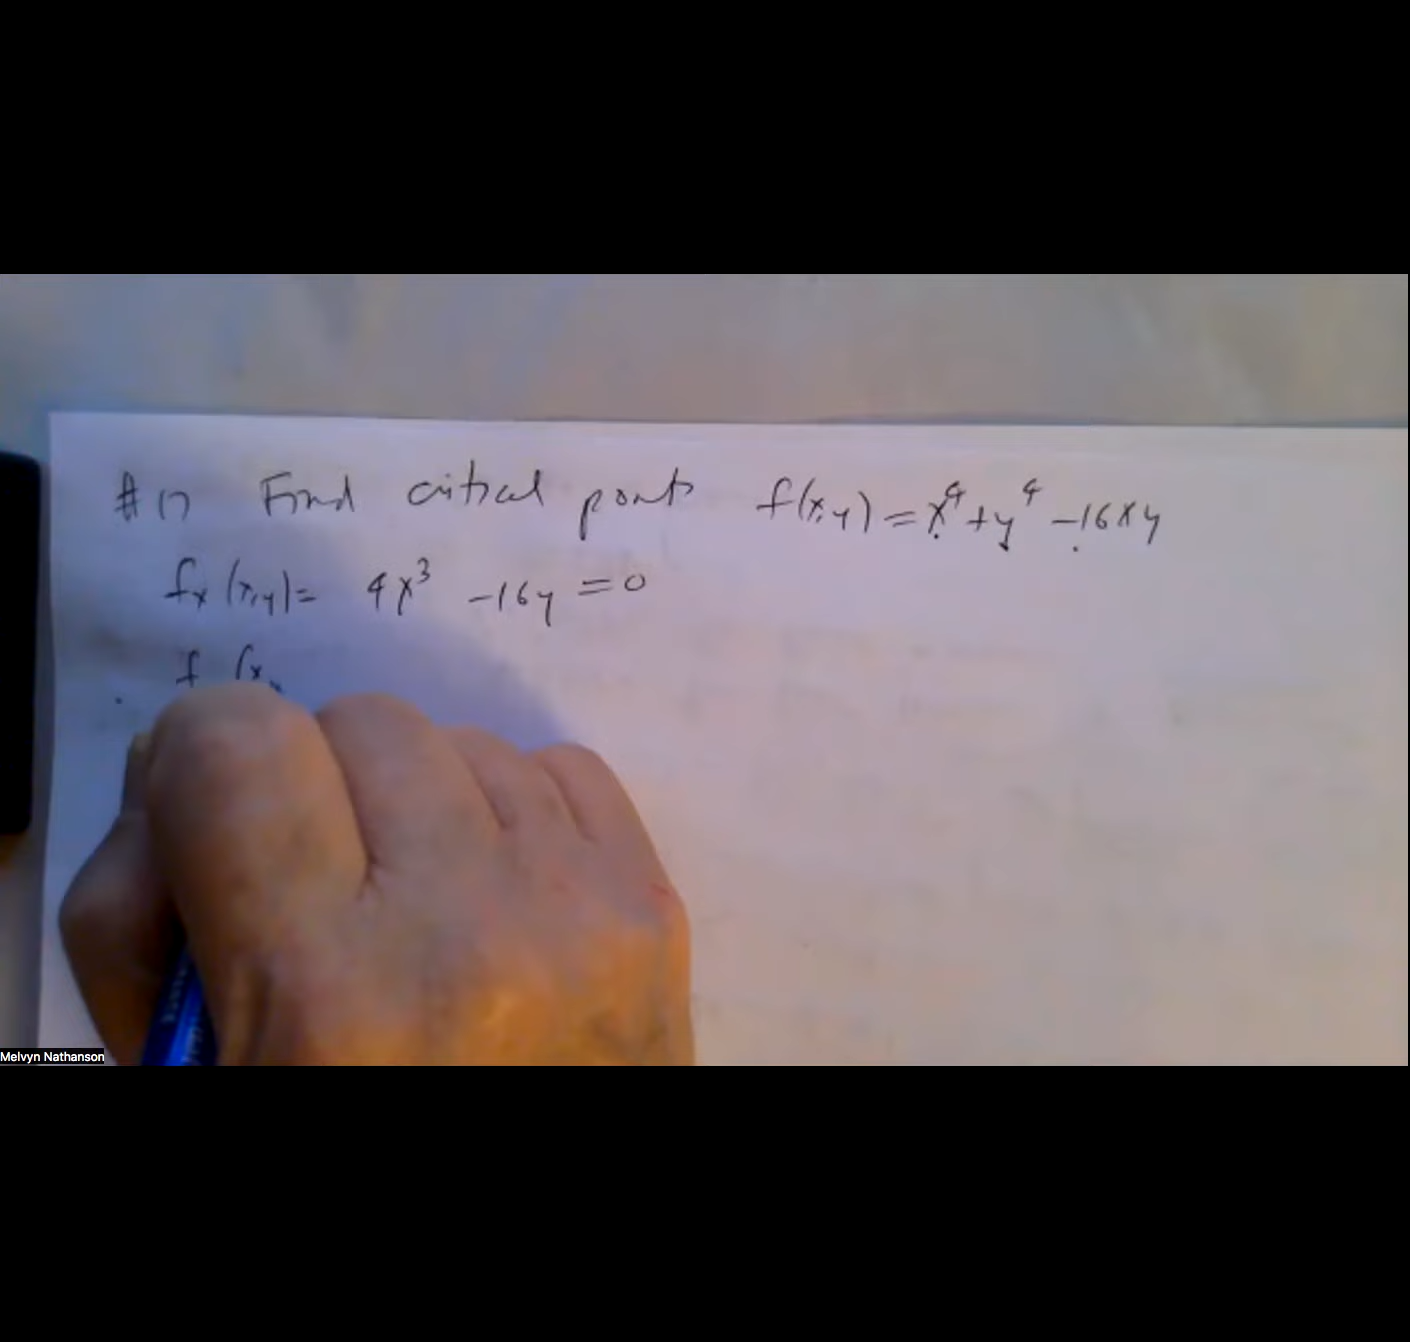 #17 Find critical points f(x,y) = x⁴ + y⁴ - 16xy
fx (x,y) = 4x³ - 16y = 0
f (x,
Melvyn Nathanson